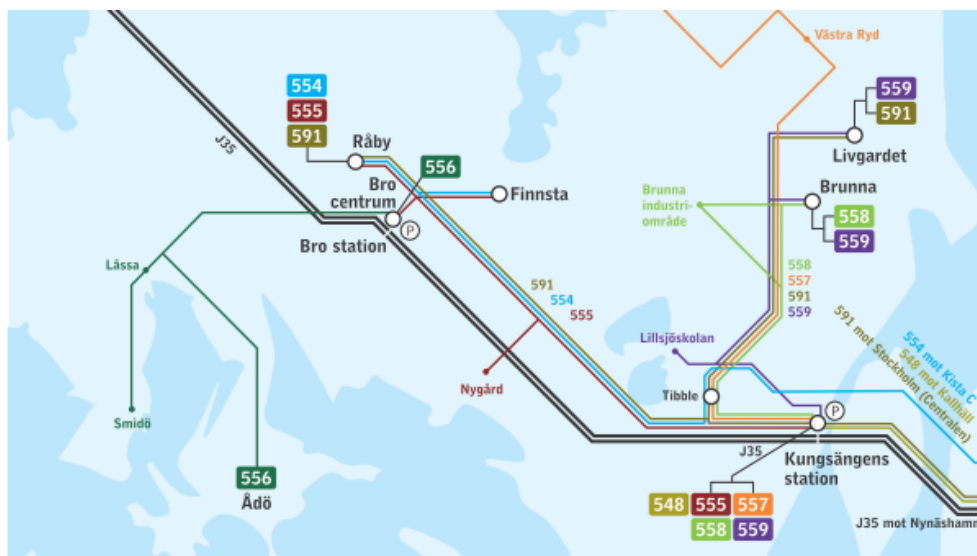 Västra Ryd
554
555
591
559
591
J35
Råby
Livgardet
556
Bro
centrum
Finnsta
Brunna
industri-
område
Brunna
P
558
559
Bro station
Låssa
558
557
591
559
591
554
555
Lillsjöskolan
554 mot Kista C
548 mot Kallhäll
591 mot Stockholm (Centralen)
Nygård
Tibble
P
Smidö
J35
Kungsängens
station
556
Ådö
548
555
557
558
559
J35 mot Nynäshamn